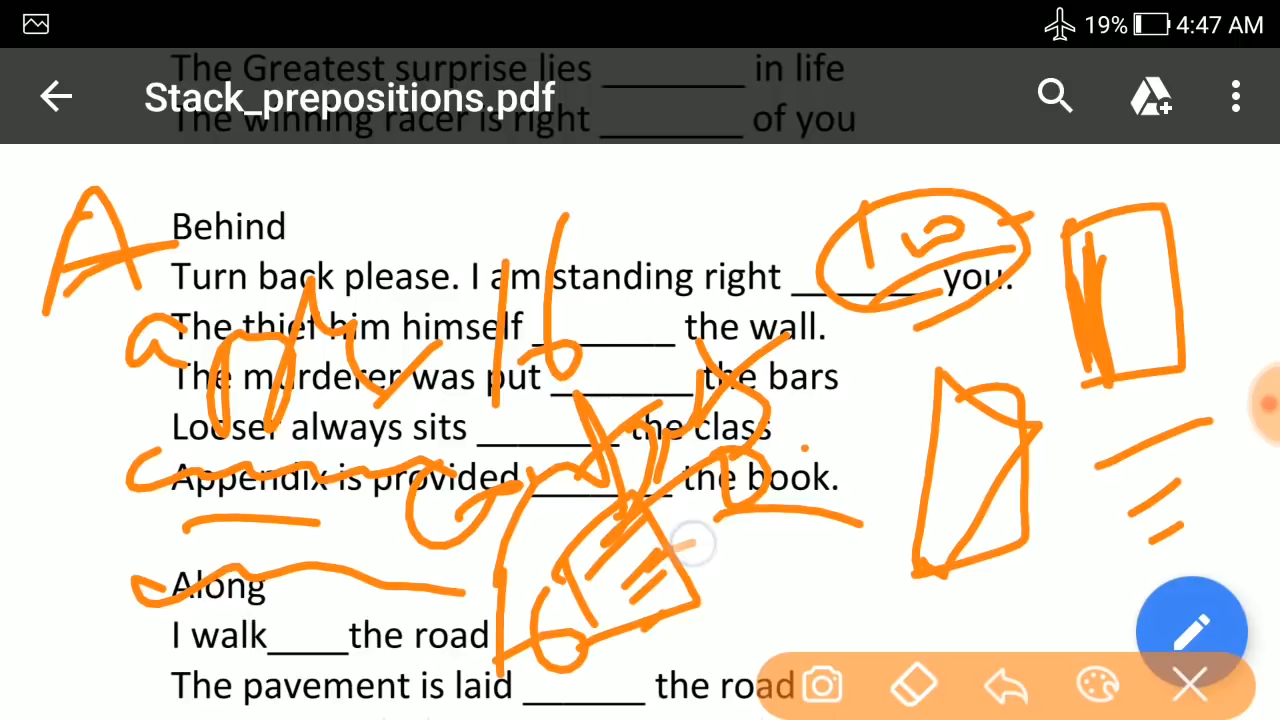 19% 4:47 AM
The Greatest surprise lies ________ in life
Stack_prepositions.pdf
The winning racer is right ________ of you
Behind
Turn back please. I am standing right ________ you.
The thief him himself ________ the wall.
The murderer was put ________ the bars
Looser always sits ________ the class
Appendix is provided ________ the book.
Along
I walk____the road
The pavement is laid _______ the road